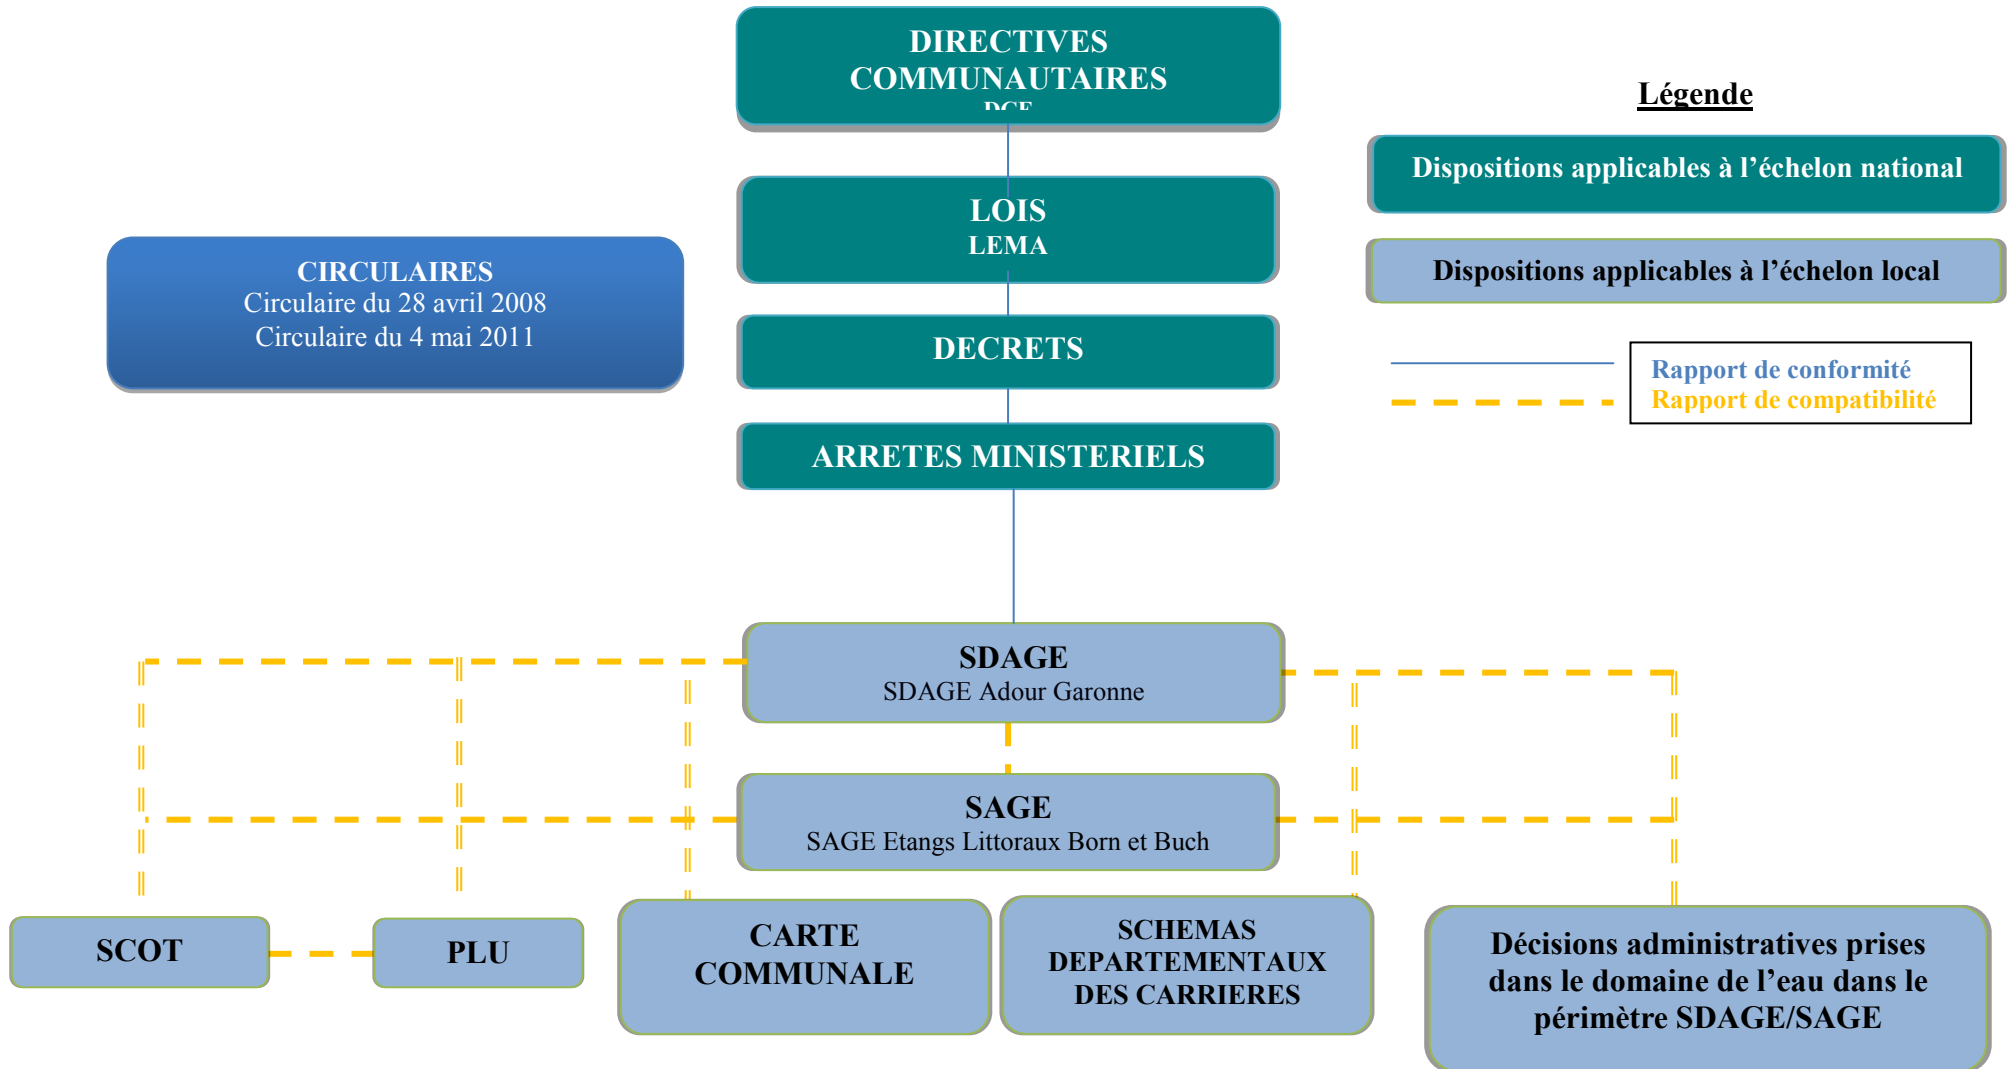 DIRECTIVES
COMMUNAUTAIRES
DCE
Légende
Dispositions applicables à l’échelon national
LOIS
LEMA
CIRCULAIRES
Circulaire du 28 avril 2008
Circulaire du 4 mai 2011
Dispositions applicables à l’échelon local
DECRETS
Rapport de conformité
Rapport de compatibilité
ARRETES MINISTERIELS
SDAGE
SDAGE Adour Garonne
SAGE
SAGE Etangs Littoraux Born et Buch
SCOT
PLU
CARTE
COMMUNALE
SCHEMAS
DEPARTEMENTAUX
DES CARRIERES
Décisions administratives prises
dans le domaine de l’eau dans le
périmètre SDAGE/SAGE